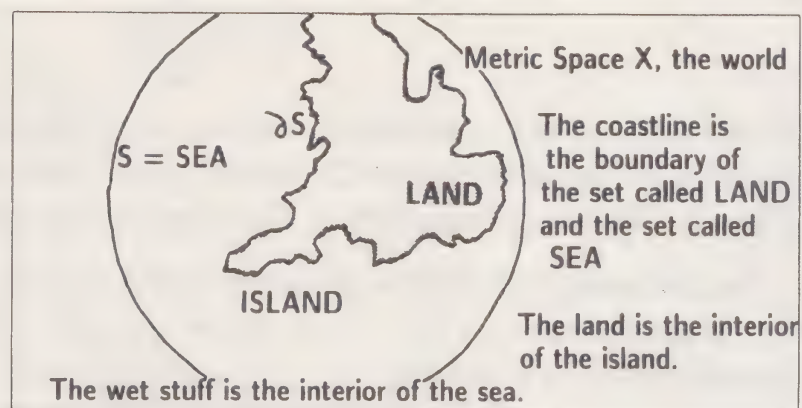 Metric Space X, the world
∂S
S = SEA
The coastline is
the boundary of
the set called LAND
and the set called
SEA
LAND
ISLAND
The land is the interior
of the island.
The wet stuff is the interior of the sea.